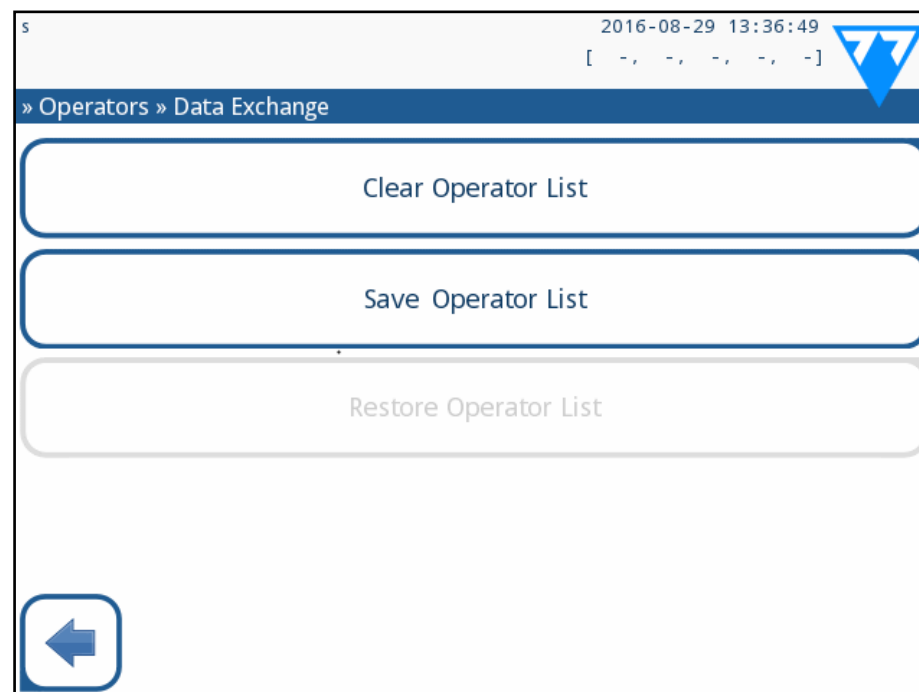 s
2016-08-29 13:36:49
[ -, -, -, -, -]
» Operators » Data Exchange
Clear Operator List
Save Operator List
Restore Operator List